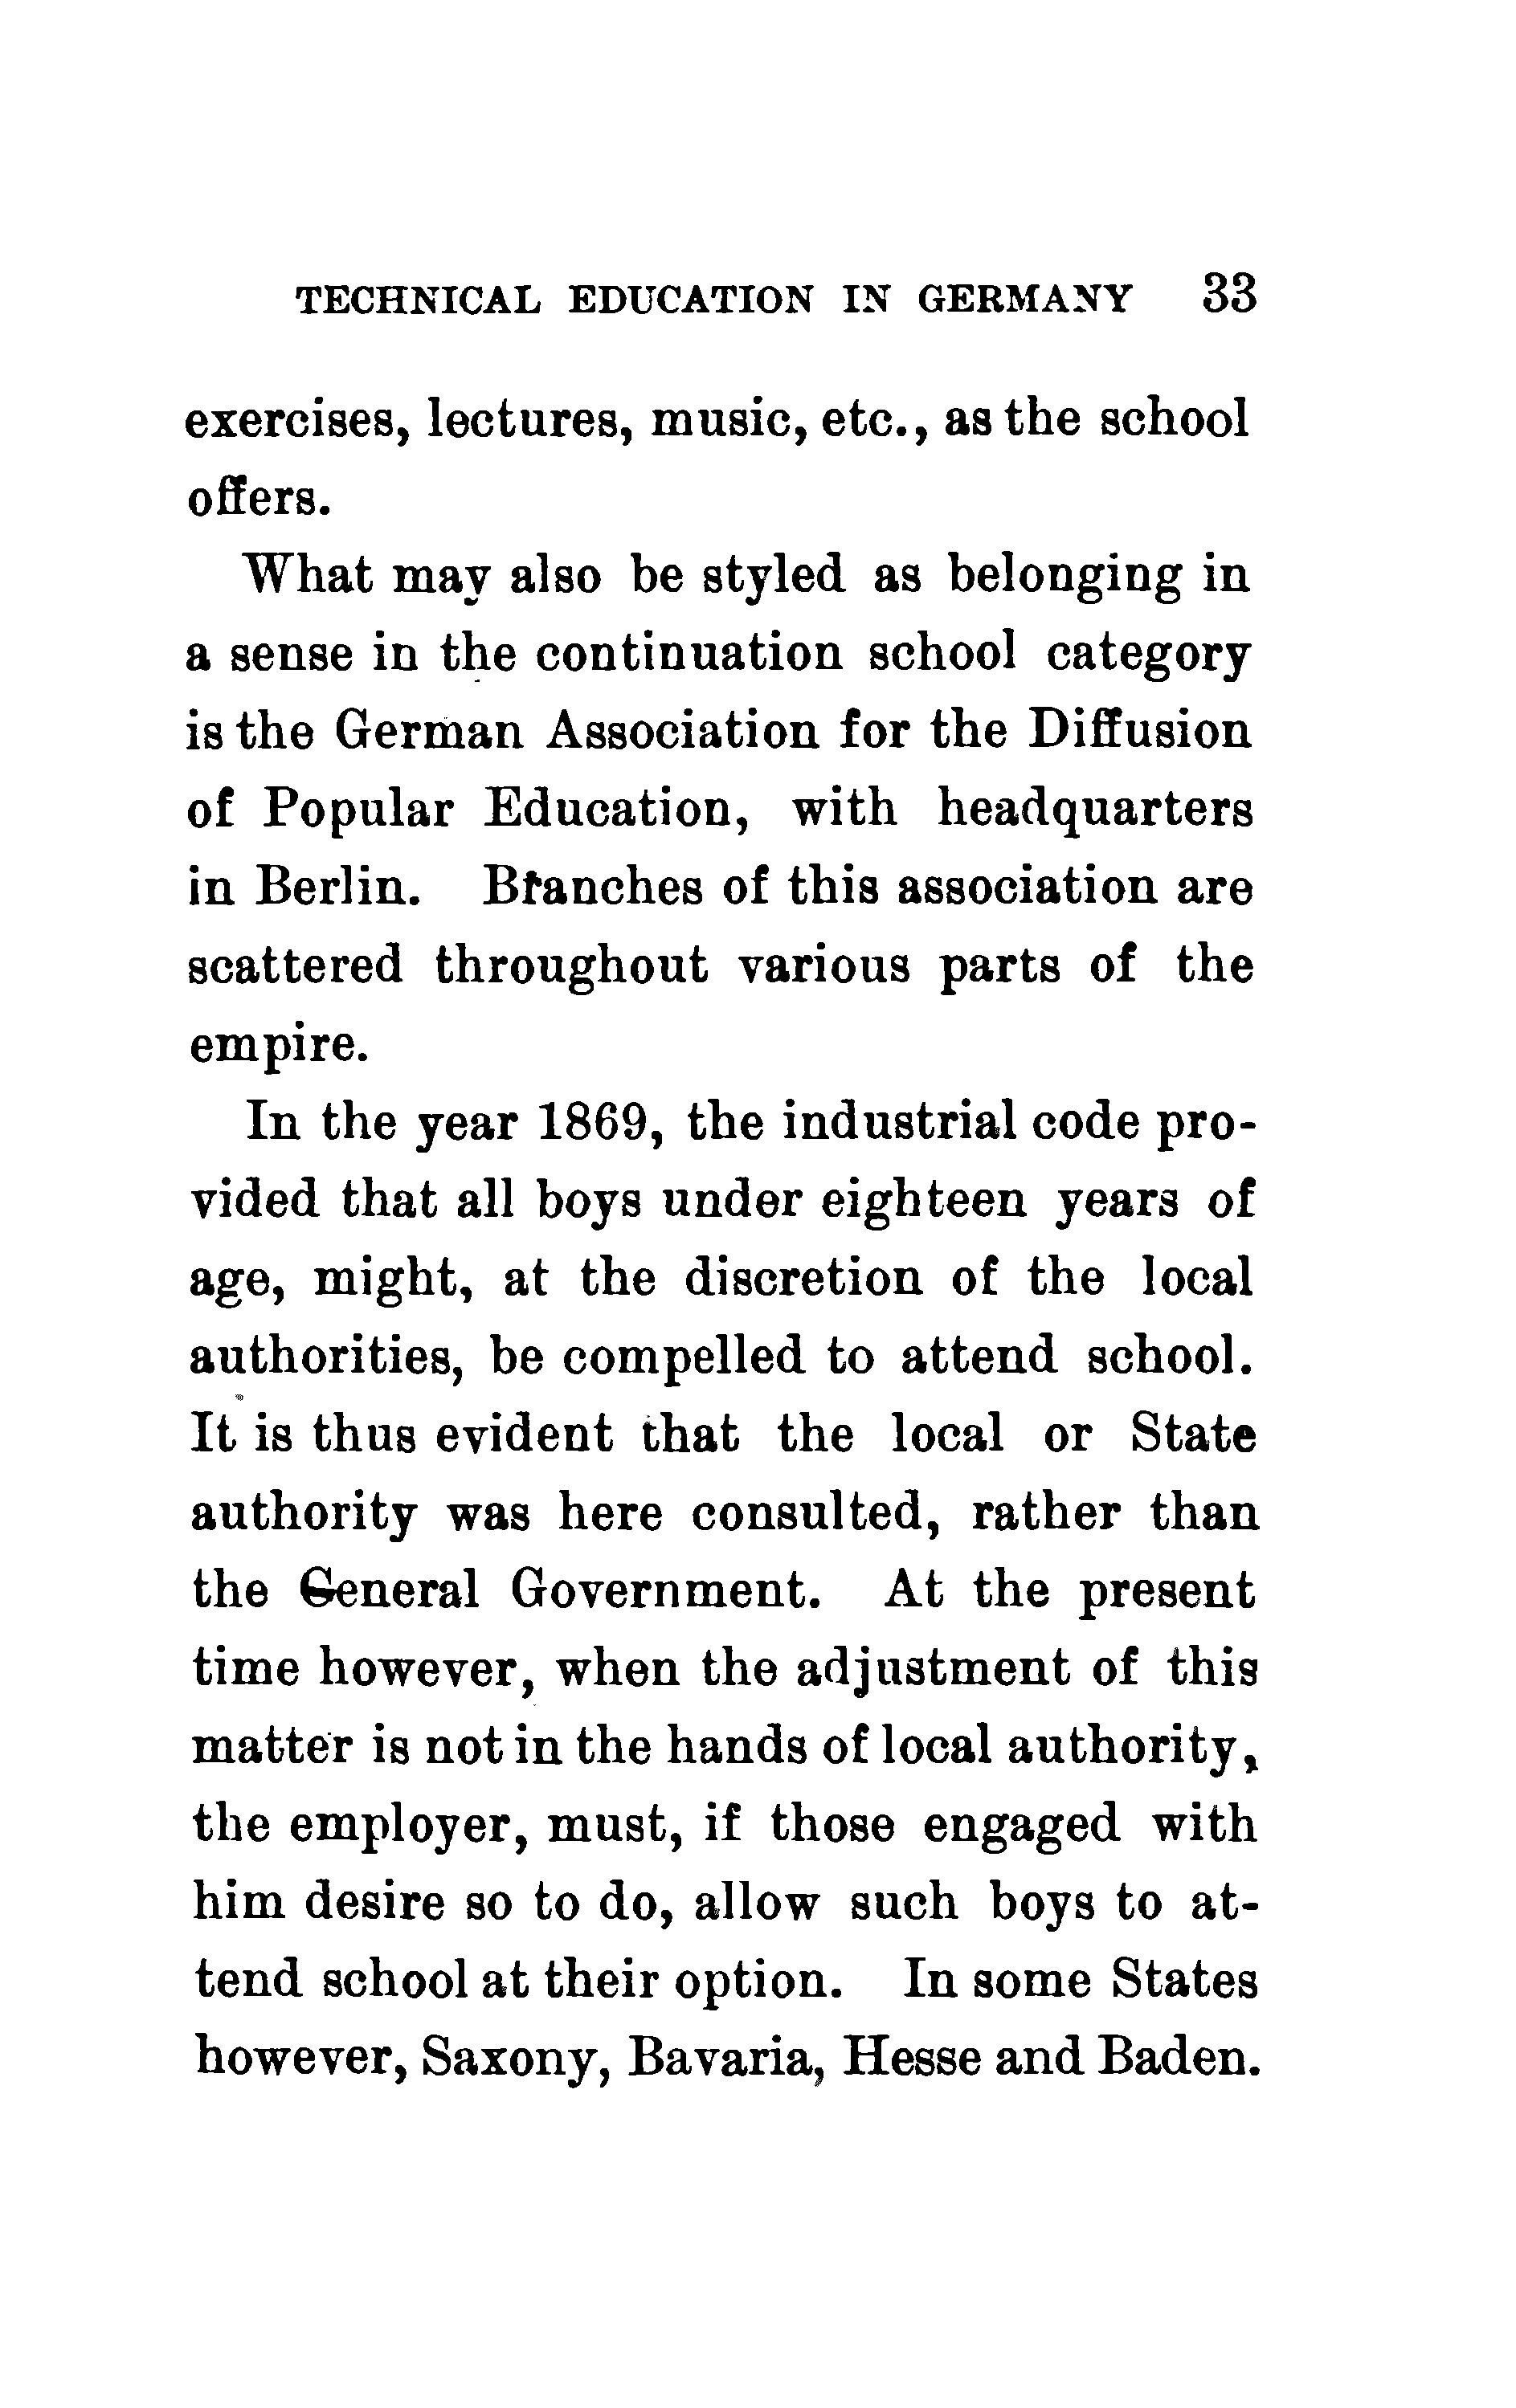 TECHNICAL EDUCATION IN GERMANY 33
exercises, lectures, music, etc., as the school
offers.
What may also be styled as belonging in
a sense in the continuation school category
is the German Association for the Diffusion
of Popular Education, with headquarters
in Berlin. Branches of this association are
scattered throughout various parts of the
empire.
In the year 1869, the industrial code pro-
vided that all boys under eighteen years of
age, might, at the discretion of the local
authorities, be compelled to attend school.
It is thus evident that the local or State
authority was here consulted, rather than
the General Government. At the present
time however, when the adjustment of this
matter is not in the hands of local authority,
the employer, must, if those engaged with
him desire so to do, allow such boys to at-
tend school at their option. In some States
however, Saxony, Bavaria, Hesse and Baden.